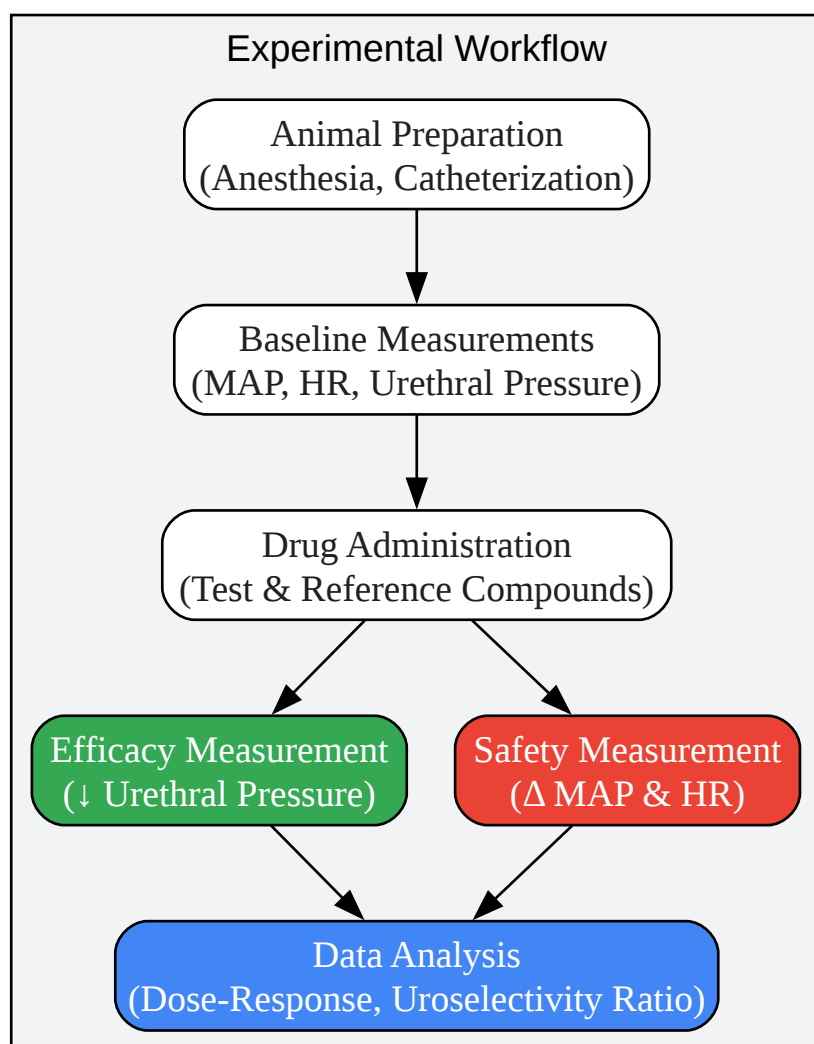 Experimental Workflow
Animal Preparation
(Anesthesia, Catheterization)
Baseline Measurements
(MAP, HR, Urethral Pressure)
Drug Administration
(Test & Reference Compounds)
Efficacy Measurement
(↓ Urethral Pressure)
Safety Measurement
(Δ MAP & HR)
Data Analysis
(Dose-Response, Uroselectivity Ratio)